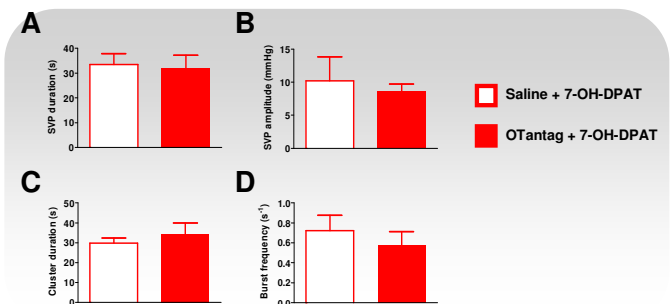 A
SVP duration (s)
40
30
20
10
0
B
SVP amplitude (mmHg)
15
10
5
0
Saline + 7-OH-DPAT
OTantag + 7-OH-DPAT
C
Cluster duration (s)
50
40
30
20
10
0
D
Burst frequency (s⁻¹)
1.0
0.8
0.6
0.4
0.2
0.0